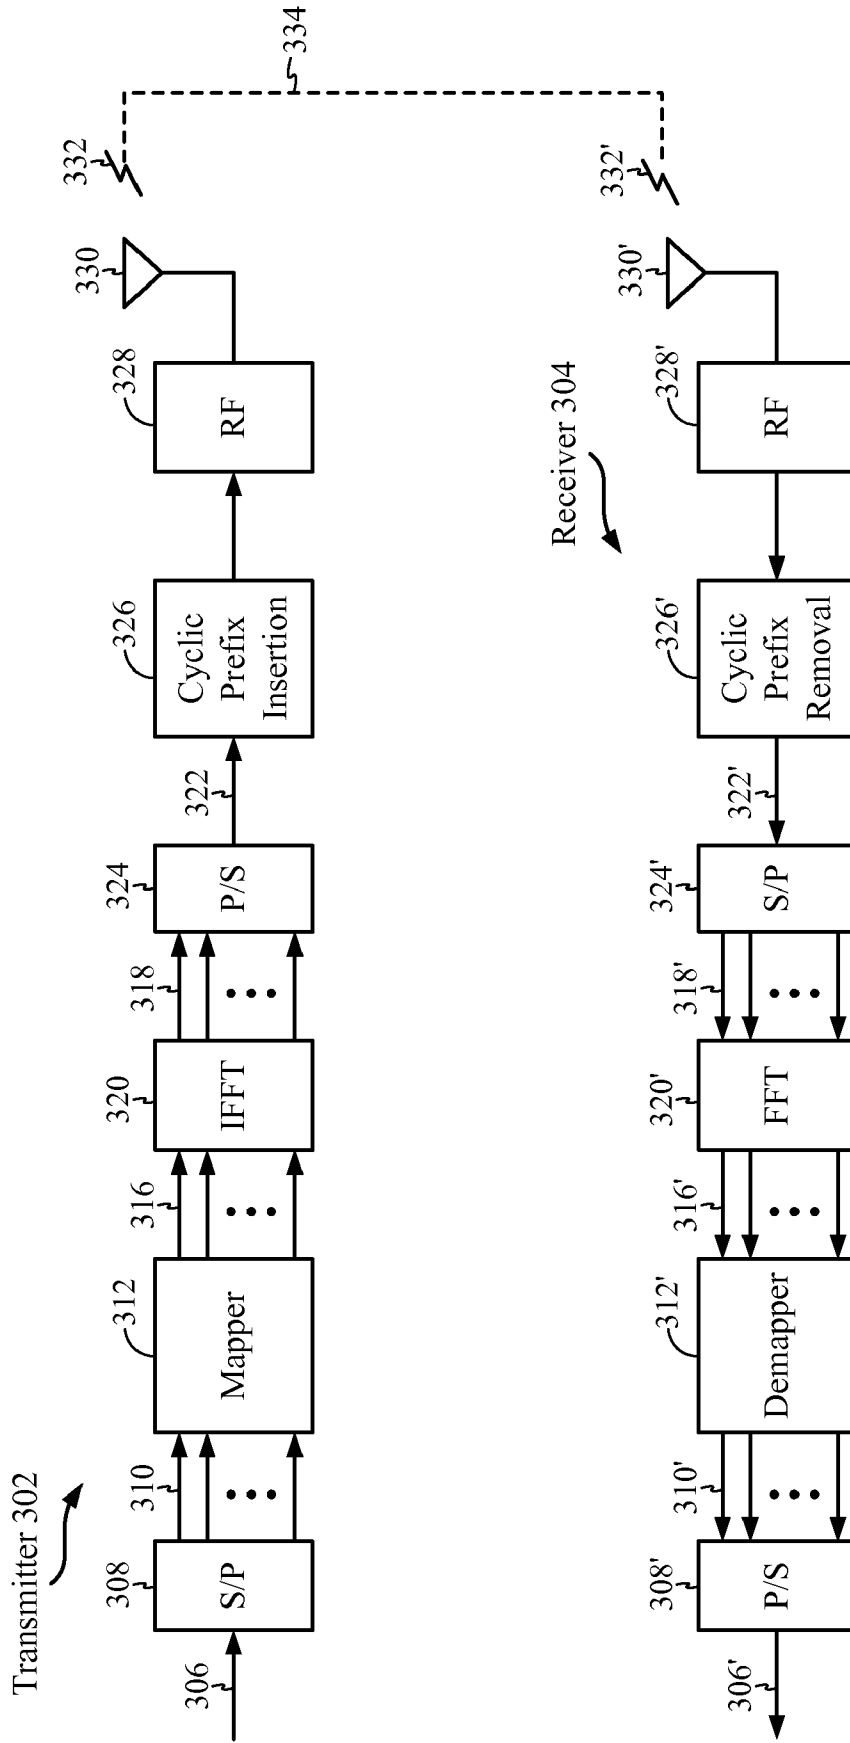 Transmitter 302
306
308
S/P
310
312
Mapper
316
320
IFFT
318
324
P/S
322
326
Cyclic
Prefix
Insertion
328
RF
330
332
334
Receiver 304
306'
308'
P/S
310'
312'
Demapper
316'
320'
FFT
318'
324'
S/P
322'
326'
Cyclic
Prefix
Removal
328'
RF
330'
332'